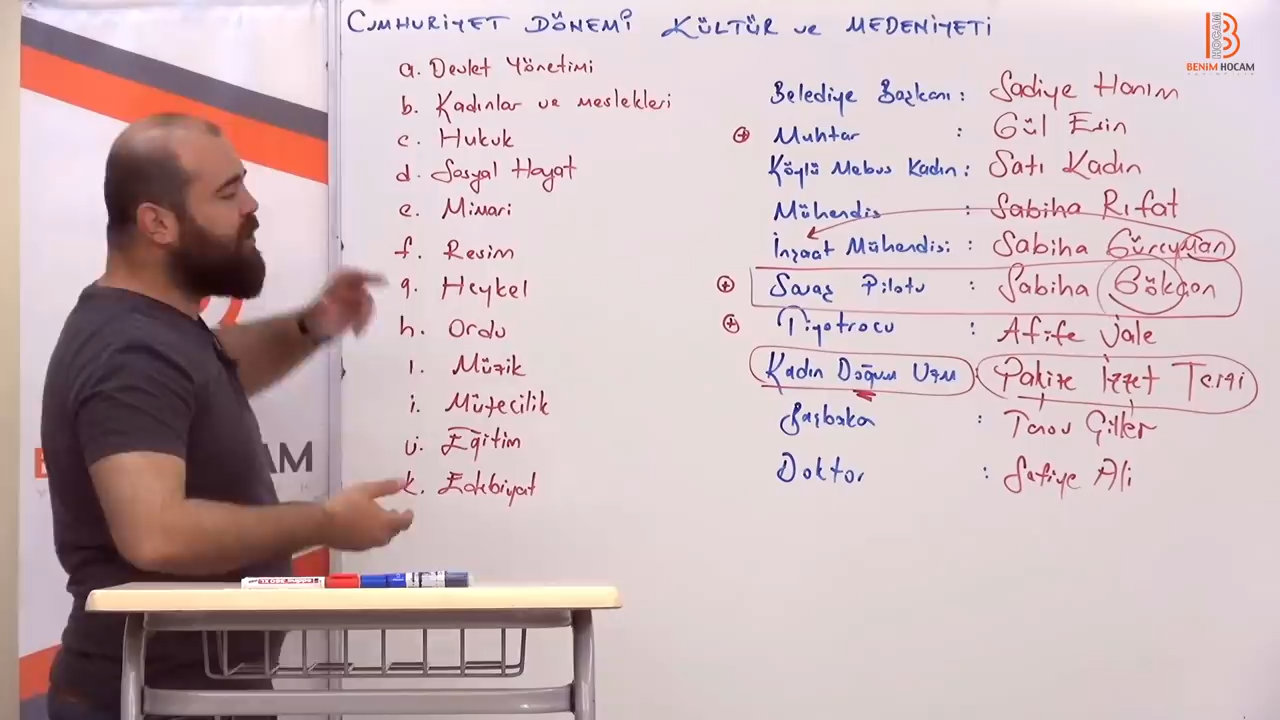 CUMHURİYET DÖNEMİ KÜLTÜR ve MEDENİYETİ
B HOCAM
BENİM HOCAM
a. Devlet Yönetimi
b. Kadınlar ve meslekleri
c. Hukuk
d. Sosyal Hayat
e. Mimari
f. Resim
g. Heykel
h. Ordu
ı. Müzik
i. Müzecilik
j. Eğitim
k. Edebiyat
Belediye Başkanı : Sadiye Hanım
Muhtar : Gül Esin
Köylü Mebus Kadın : Satı Kadın
Mühendis : Sabiha Rıfat
İnşaat Mühendisi : Sabiha Güreyman
Savaş Pilotu : Sabiha Gökçen
Tiyatrocu : Afife Jale
Kadın Doğum Uzm : Pakize İzzet Tarzi
Başbakan : Tansu Çiller
Doktor : Safiye Ali
AM